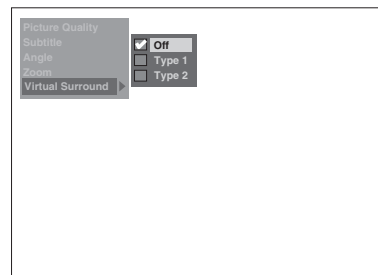 Picture Quality
Subtitle
Angle
Zoom
Virtual Surround
Off
Type 1
Type 2